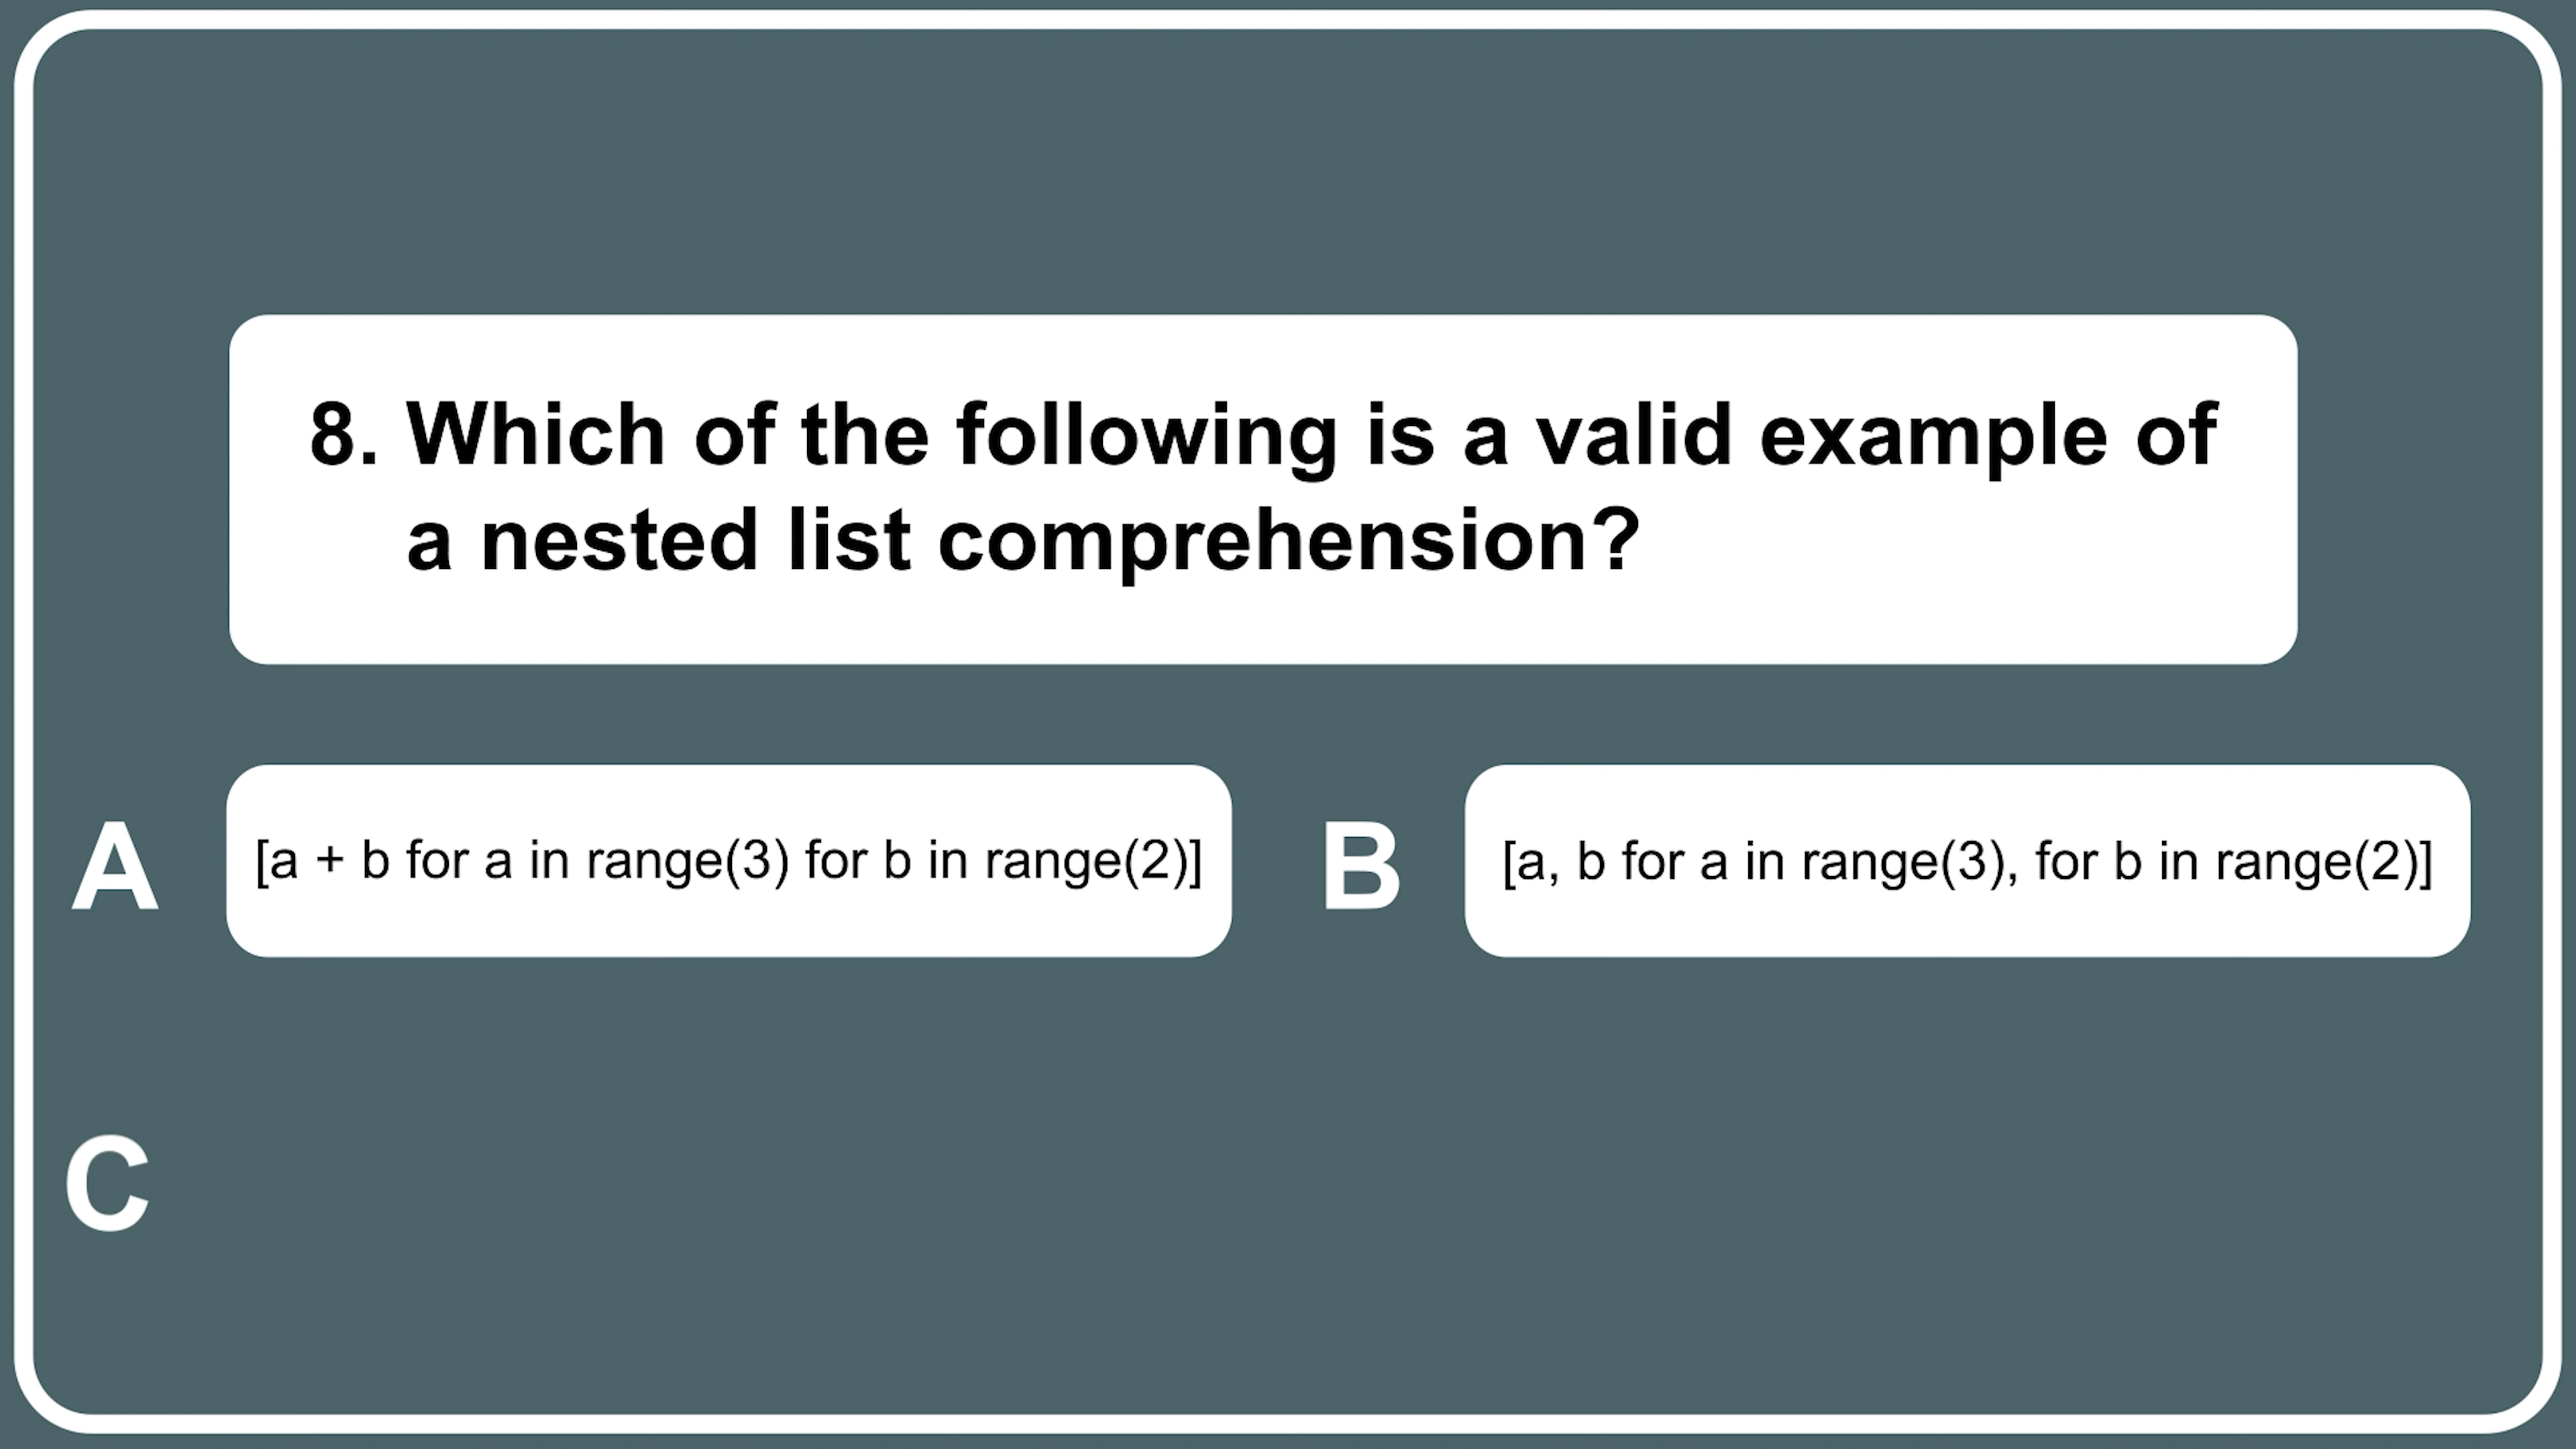 8. Which of the following is a valid example of
a nested list comprehension?
A [a + b for a in range(3) for b in range(2)]
B [a, b for a in range(3), for b in range(2)]
C